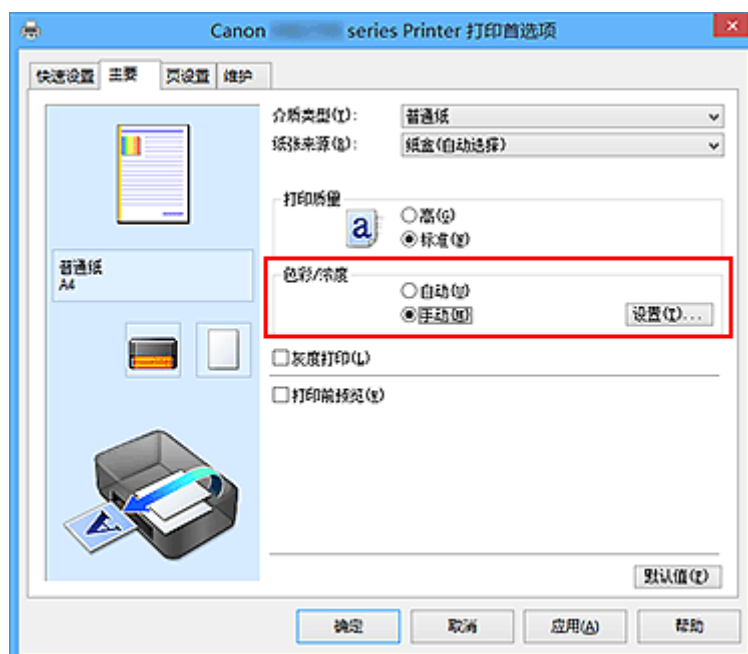 Canon series Printer 打印首选项
快速设置 主要 页设置 维护
介质类型(T): 普通纸
纸张来源(S): 纸盒(自动选择)
打印质量
a
高(G)
标准(Y)
普通纸
A4
色彩/浓度
自动(U)
手动(M)
设置(I)...
灰度打印(L)
打印前预览(E)
A
默认值(F)
确定 取消 应用(A) 帮助